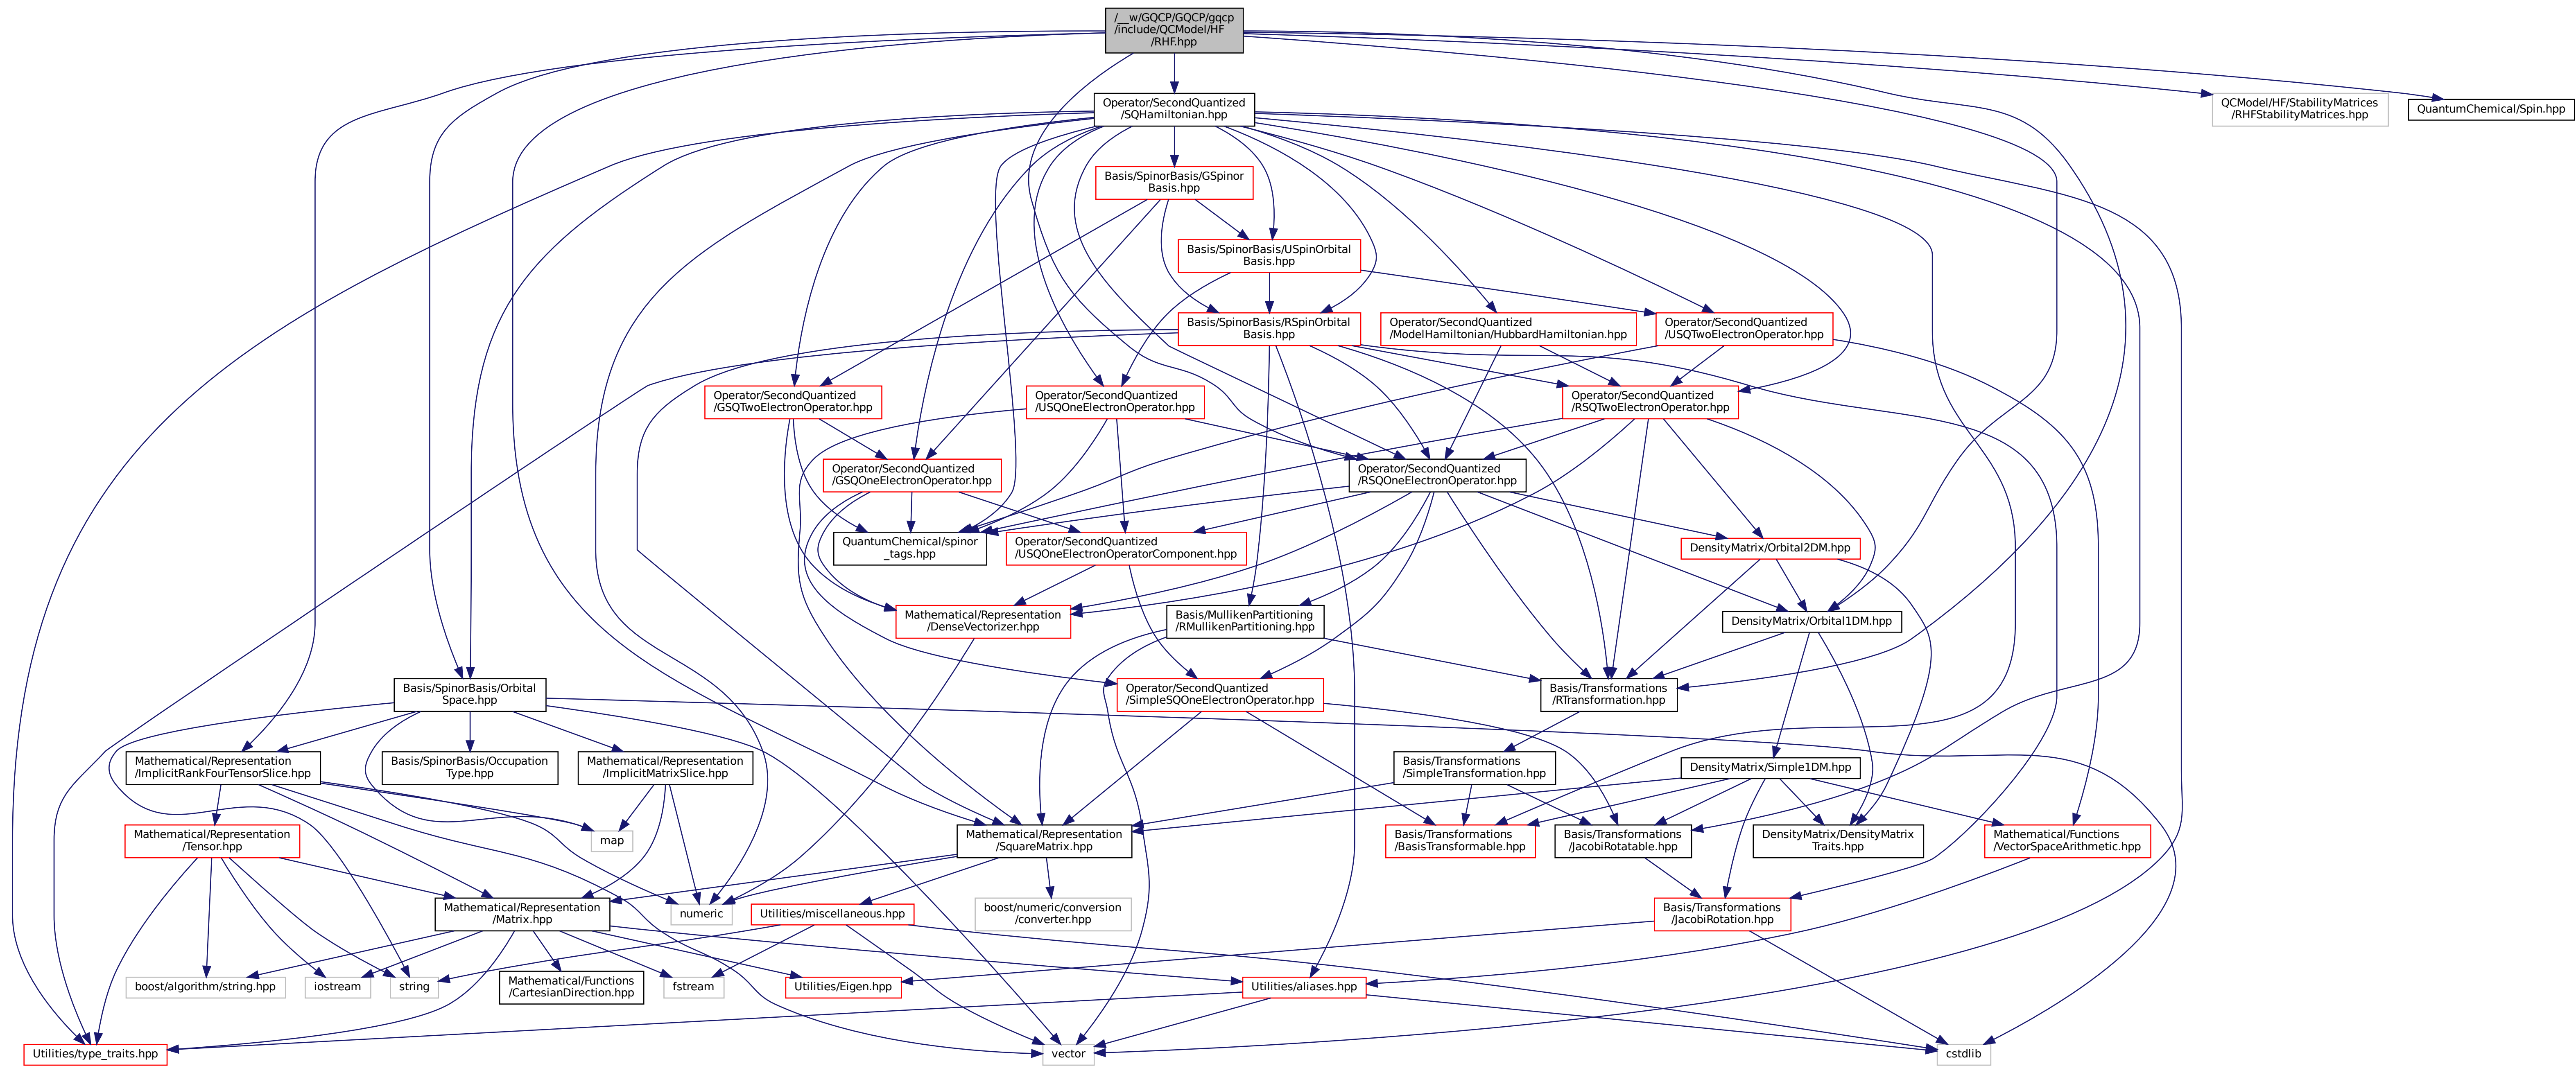 /__w/GQCP/GQCP/gqcp
/include/QCModel/HF
/RHF.hpp
Operator/SecondQuantized
/SQHamiltonian.hpp
QCModel/HF/StabilityMatrices
/RHFStabilityMatrices.hpp
QuantumChemical/Spin.hpp
Basis/SpinorBasis/GSpinor
Basis.hpp
Basis/SpinorBasis/USpinOrbital
Basis.hpp
Basis/SpinorBasis/RSpinOrbital
Basis.hpp
Operator/SecondQuantized
/ModelHamiltonian/HubbardHamiltonian.hpp
Operator/SecondQuantized
/USQTwoElectronOperator.hpp
Operator/SecondQuantized
/GSQTwoElectronOperator.hpp
Operator/SecondQuantized
/USQOneElectronOperator.hpp
Operator/SecondQuantized
/RSQTwoElectronOperator.hpp
Operator/SecondQuantized
/GSQOneElectronOperator.hpp
Operator/SecondQuantized
/RSQOneElectronOperator.hpp
QuantumChemical/spinor
_tags.hpp
Operator/SecondQuantized
/USQOneElectronOperatorComponent.hpp
DensityMatrix/Orbital2DM.hpp
Mathematical/Representation
/DenseVectorizer.hpp
Basis/MullikenPartitioning
/RMullikenPartitioning.hpp
DensityMatrix/Orbital1DM.hpp
Basis/SpinorBasis/Orbital
Space.hpp
Operator/SecondQuantized
/SimpleSQOneElectronOperator.hpp
Basis/Transformations
/RTransformation.hpp
Mathematical/Representation
/ImplicitRankFourTensorSlice.hpp
Basis/SpinorBasis/Occupation
Type.hpp
Mathematical/Representation
/ImplicitMatrixSlice.hpp
Basis/Transformations
/SimpleTransformation.hpp
DensityMatrix/Simple1DM.hpp
Mathematical/Representation
/Tensor.hpp
map
Mathematical/Representation
/SquareMatrix.hpp
Basis/Transformations
/BasisTransformable.hpp
Basis/Transformations
/JacobiRotatable.hpp
DensityMatrix/DensityMatrix
Traits.hpp
Mathematical/Functions
/VectorSpaceArithmetic.hpp
Mathematical/Representation
/Matrix.hpp
numeric
Utilities/miscellaneous.hpp
boost/numeric/conversion
/converter.hpp
Basis/Transformations
/JacobiRotation.hpp
boost/algorithm/string.hpp
iostream
string
Mathematical/Functions
/CartesianDirection.hpp
fstream
Utilities/Eigen.hpp
Utilities/aliases.hpp
Utilities/type_traits.hpp
vector
cstdlib